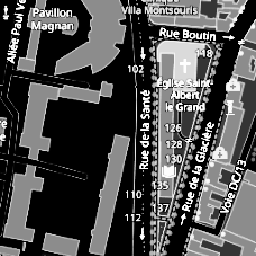 Pavillon
Magnan
Villa Montsouris
Rue Boutin
148
Allée Paul Ve
102
Église Saint-
Albert
le Grand
Rue de la Santé
126
128
130
Rue de la Glacière
Voie DC/13
135
137
110
112